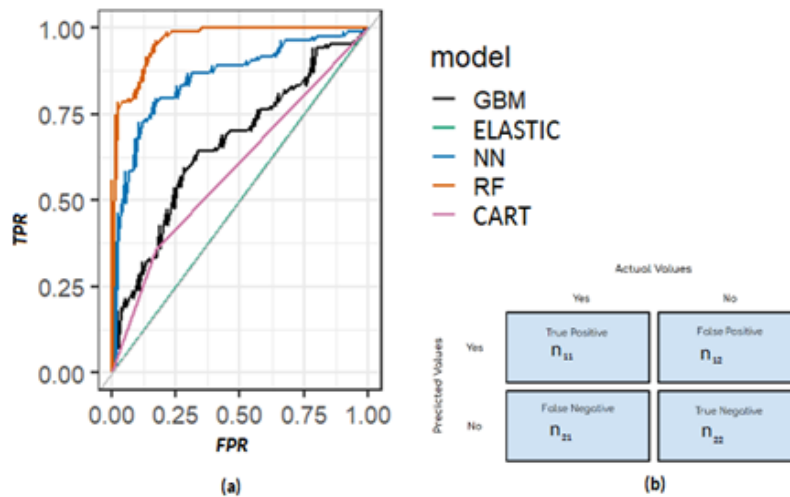 1.00
0.75
0.50
0.25
0.00
TPR
0.00 0.25 0.50 0.75 1.00
FPR
(a)
model
GBM
ELASTIC
NN
RF
CART
Actual Values
Yes No
Precicted Values
Yes
True Positive
n11
False Positive
n12
No
False Negative
n21
True Negative
n22
(b)